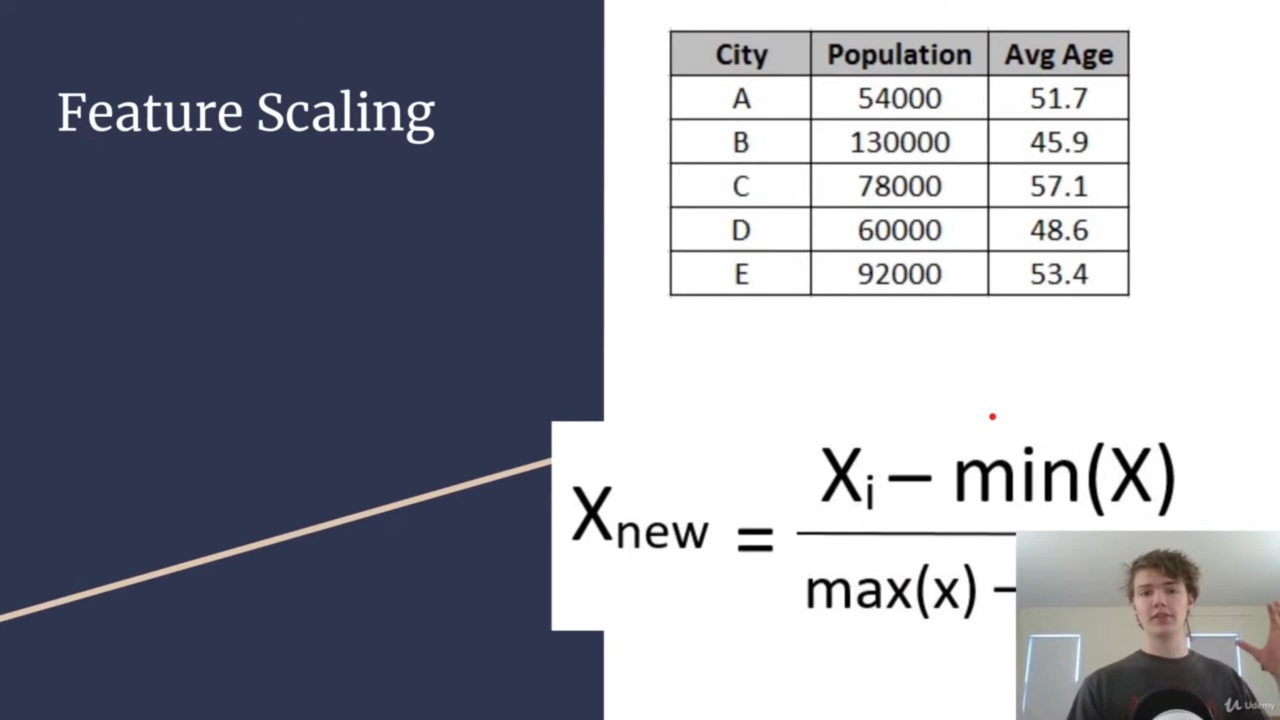 Feature Scaling
City Population Avg Age
A 54000 51.7
B 130000 45.9
C 78000 57.1
D 60000 48.6
E 92000 53.4
Xi – min(X)
Xnew =
max(x) –
Udemy